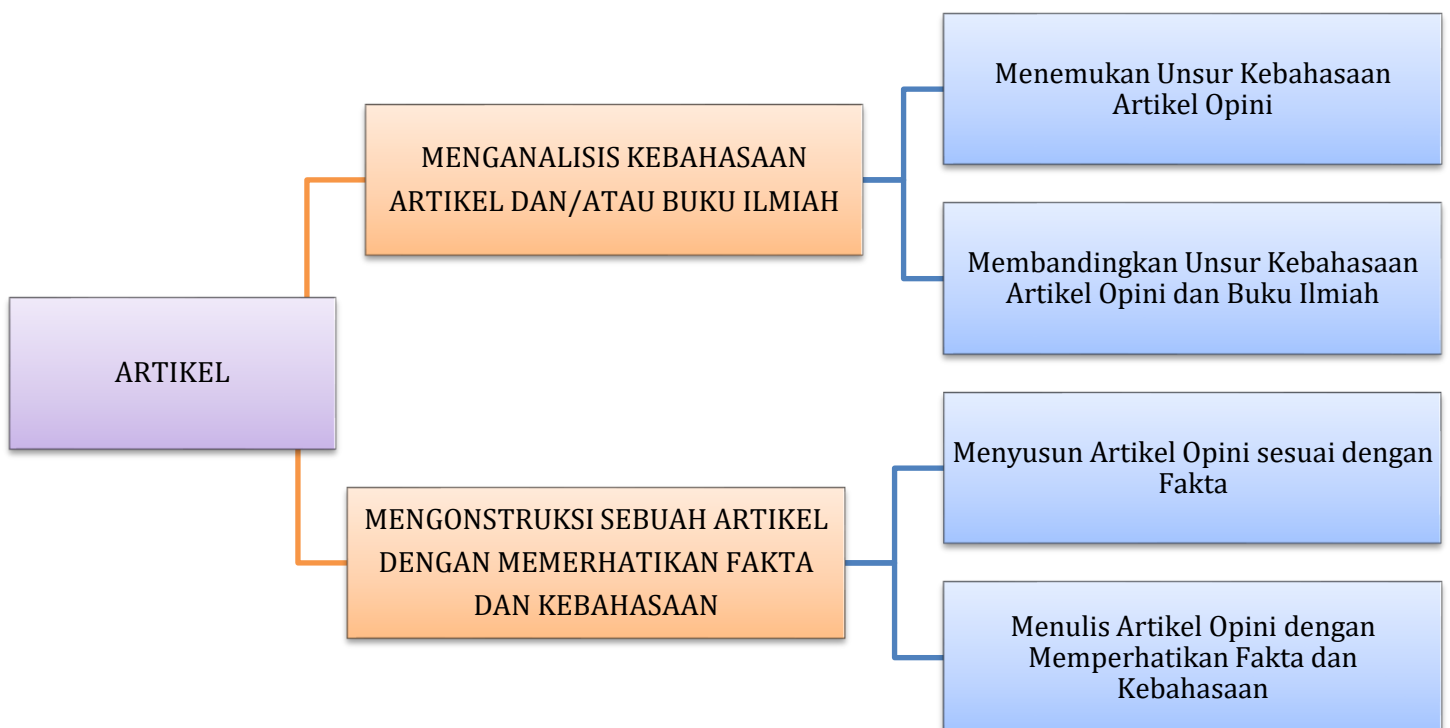 ARTIKEL
MENGANALISIS KEBAHASAAN
ARTIKEL DAN/ATAU BUKU ILMIAH
Menemukan Unsur Kebahasaan
Artikel Opini
Membandingkan Unsur Kebahasaan
Artikel Opini dan Buku Ilmiah
MENGONSTRUKSI SEBUAH ARTIKEL
DENGAN MEMERHATIKAN FAKTA
DAN KEBAHASAAN
Menyusun Artikel Opini sesuai dengan
Fakta
Menulis Artikel Opini dengan
Memperhatikan Fakta dan
Kebahasaan